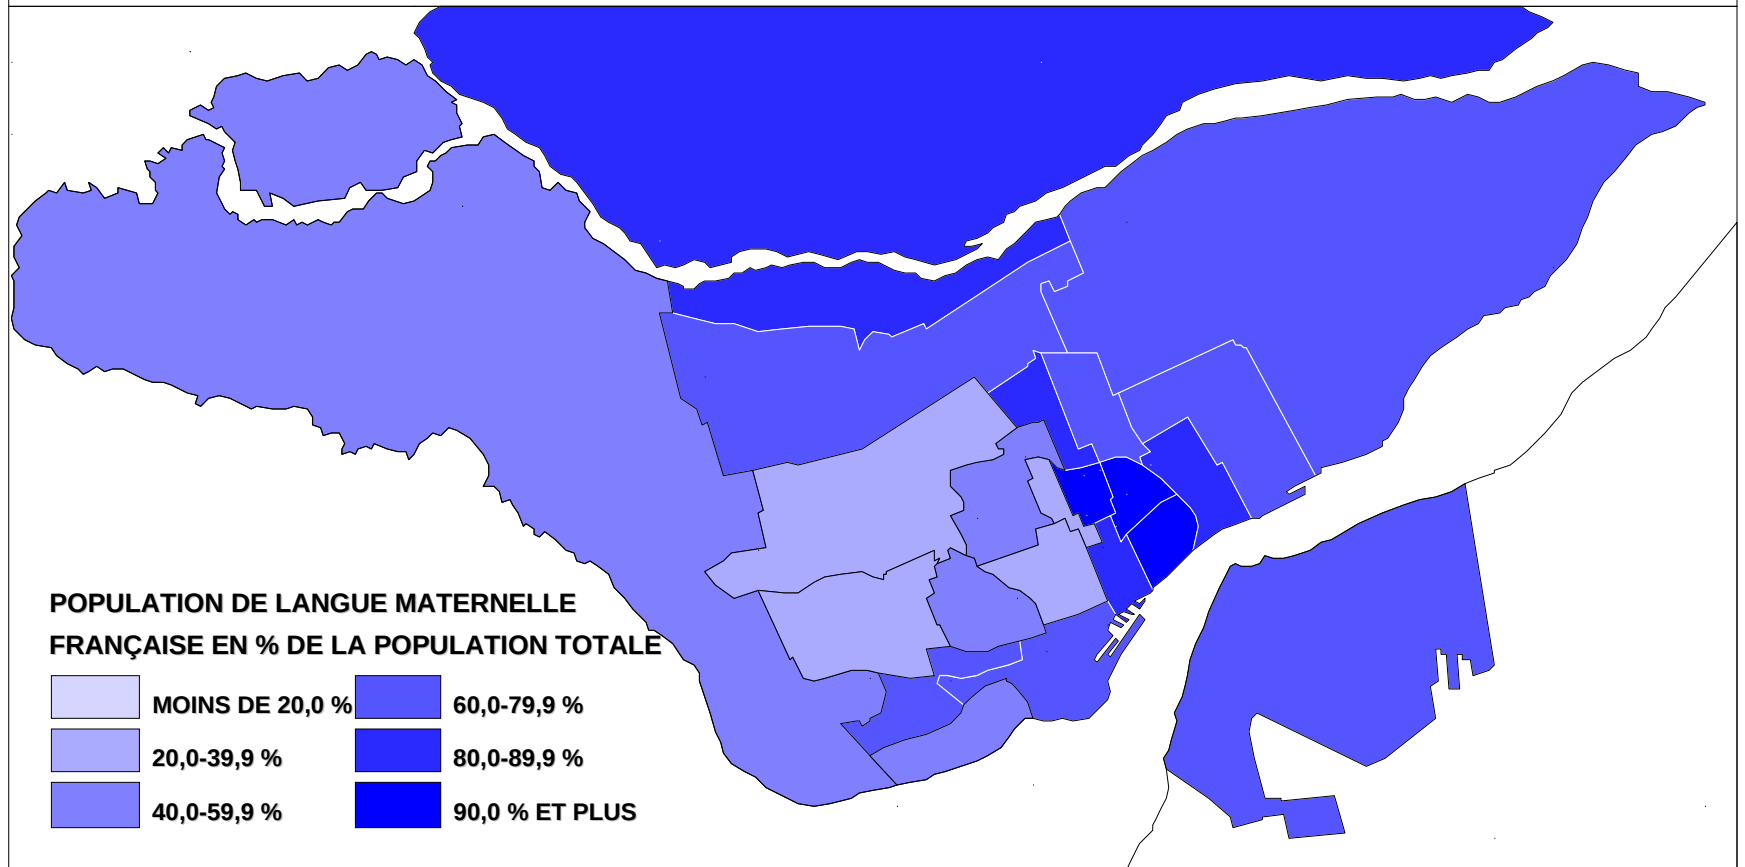 POPULATION DE LANGUE MATERNELLE
FRANÇAISE EN % DE LA POPULATION TOTALE
MOINS DE 20,0 %
20,0-39,9 %
40,0-59,9 %
60,0-79,9 %
80,0-89,9 %
90,0 % ET PLUS